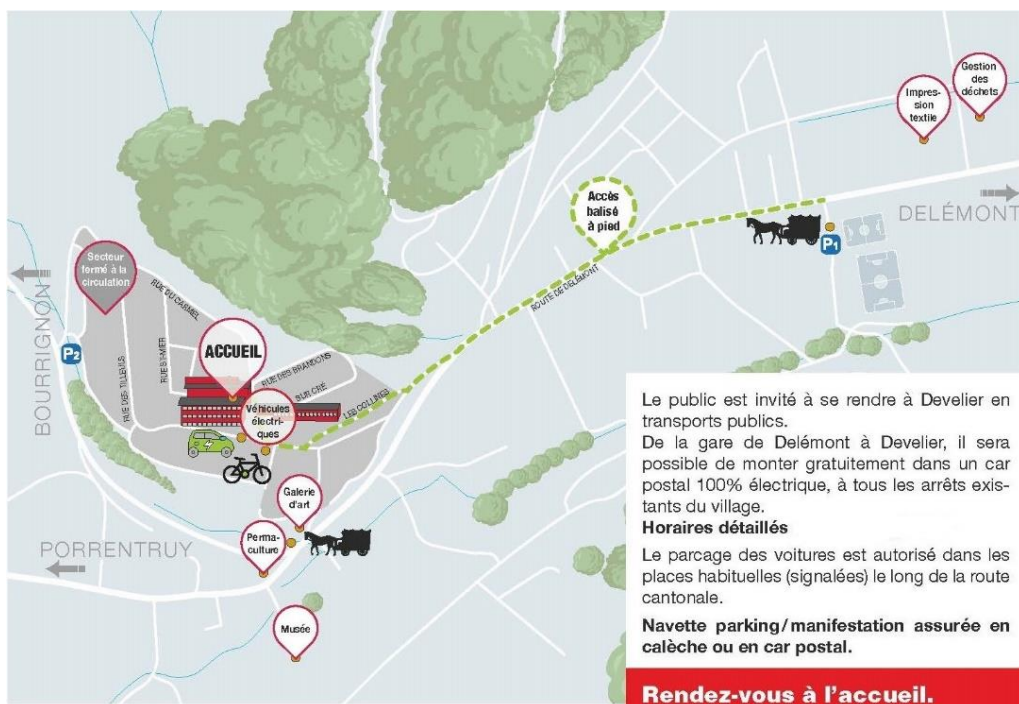 Gestion
des
déchets
Impres-
sion
textile
Accès
balisé
à pied
DELÉMONT
P1
Secteur
fermé à la
circulation
RUE DU CARMEL
ROUTE DE DELÉMONT
BOURRIGNON
P2
RUE DES TILLEULS
RUE ST-MER
ACCUEIL
RUE DES BRANDONS
SUR CRÉ
LES COLLINES
Véhicules
électri-
ques
Galerie
d'art
Perma-
culture
PORRENTRUY
Musée
Le public est invité à se rendre à Develier en
transports publics.
De la gare de Delémont à Develier, il sera
possible de monter gratuitement dans un car
postal 100% électrique, à tous les arrêts exis-
tants du village.
Horaires détaillés
Le parcage des voitures est autorisé dans les
places habituelles (signalées) le long de la route
cantonale.
Navette parking/manifestation assurée en
calèche ou en car postal.
Rendez-vous à l'accueil.